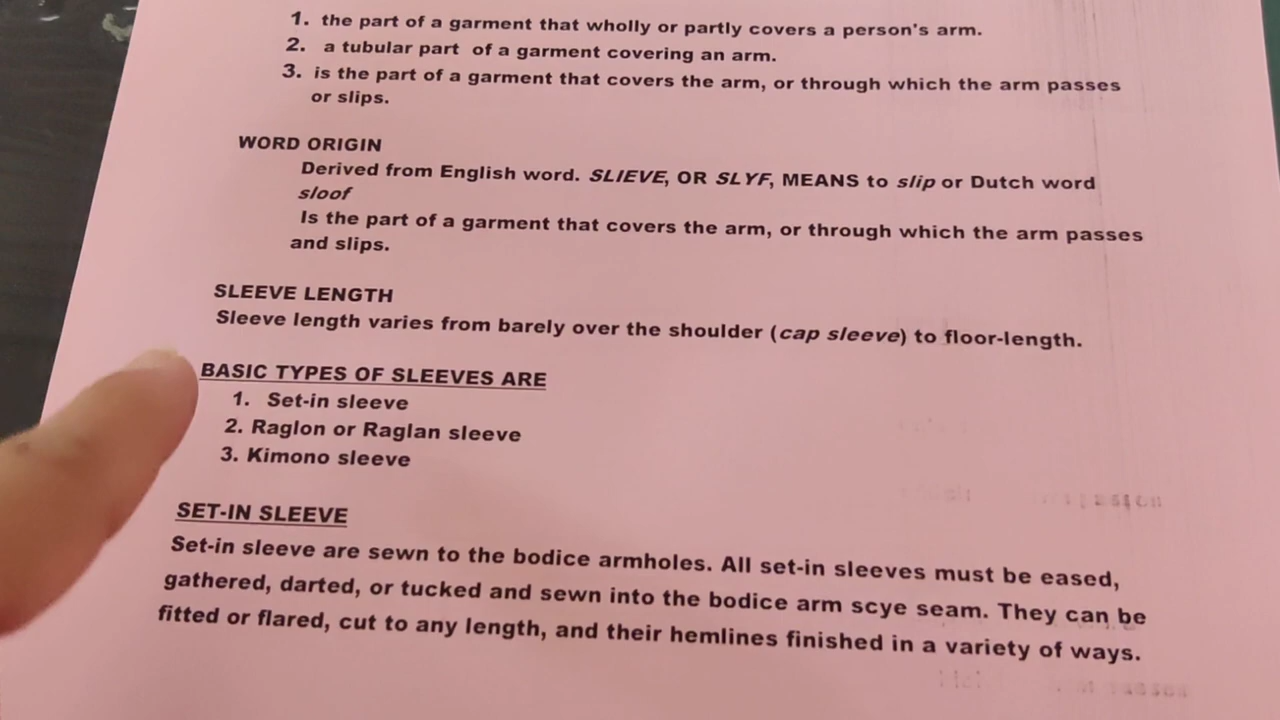 1. the part of a garment that wholly or partly covers a person's arm.
2. a tubular part of a garment covering an arm.
3. is the part of a garment that covers the arm, or through which the arm passes
or slips.
WORD ORIGIN
Derived from English word. SLIEVE, OR SLYF, MEANS to slip or Dutch word
sloof
Is the part of a garment that covers the arm, or through which the arm passes
and slips.
SLEEVE LENGTH
Sleeve length varies from barely over the shoulder (cap sleeve) to floor-length.
BASIC TYPES OF SLEEVES ARE
1. Set-in sleeve
2. Raglon or Raglan sleeve
3. Kimono sleeve
SET-IN SLEEVE
Set-in sleeve are sewn to the bodice armholes. All set-in sleeves must be eased,
gathered, darted, or tucked and sewn into the bodice arm scye seam. They can be
fitted or flared, cut to any length, and their hemlines finished in a variety of ways.